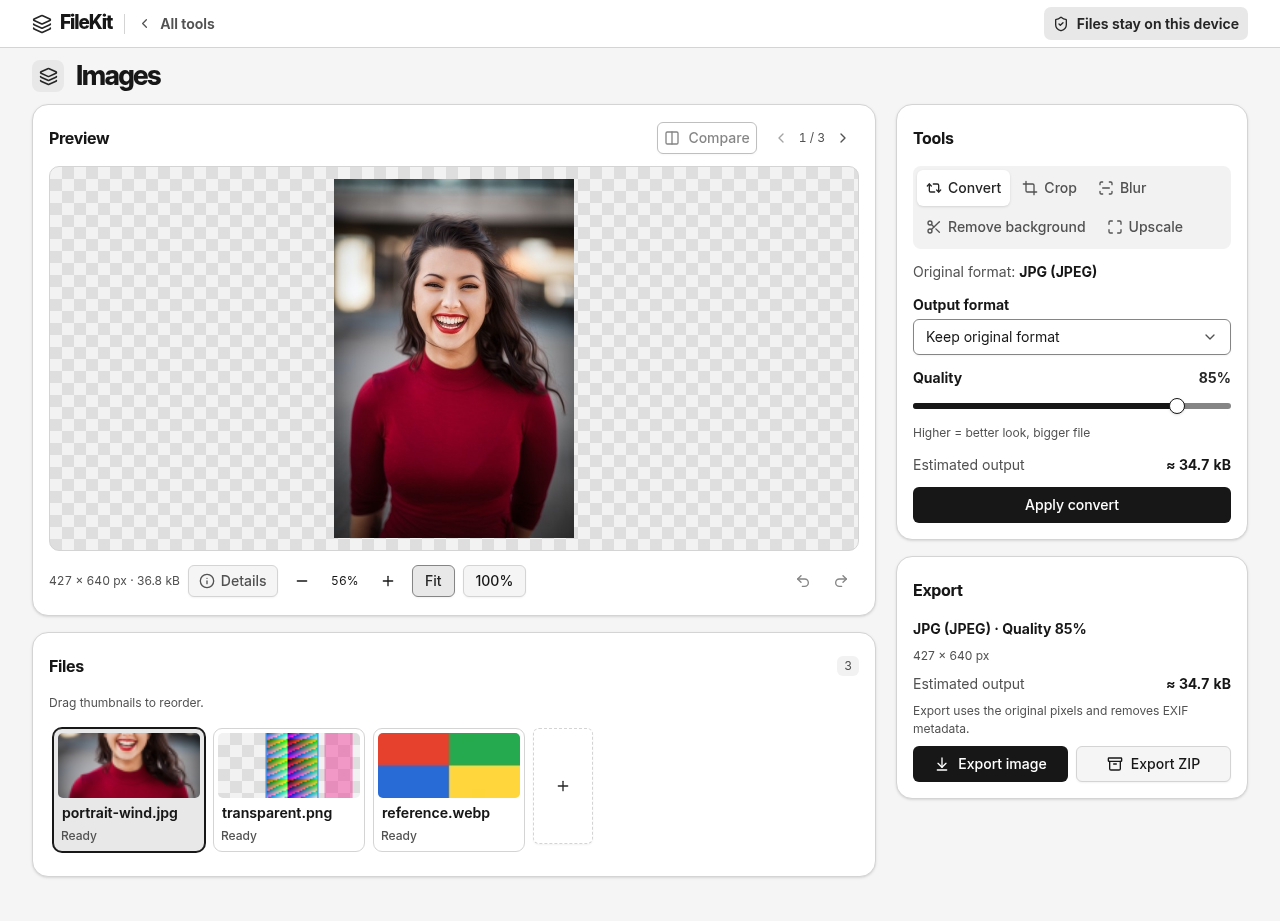 FileKit
All tools
Files stay on this device
Images
Preview
Compare
1 / 3
427 × 640 px · 36.8 kB
Details
56%
Fit
100%
Files
3
Drag thumbnails to reorder.
portrait-wind.jpg
Ready
transparent.png
Ready
reference.webp
Ready
Tools
Convert
Crop
Blur
Remove background
Upscale
Original format: JPG (JPEG)
Output format
Keep original format
Quality
85%
Higher = better look, bigger file
Estimated output
≈ 34.7 kB
Apply convert
Export
JPG (JPEG) · Quality 85%
427 × 640 px
Estimated output
≈ 34.7 kB
Export uses the original pixels and removes EXIF
metadata.
Export image
Export ZIP